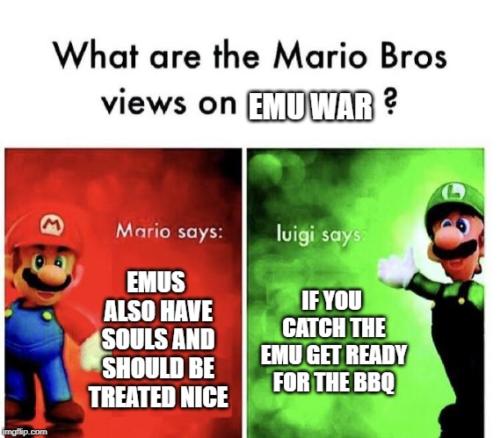 What are the Mario Bros
views on EMU WAR ?
Mario says:
EMUS
ALSO HAVE
SOULS AND
SHOULD BE
TREATED NICE
luigi says:
IF YOU
CATCH THE
EMU GET READY
FOR THE BBQ
M
L
imgflip.com